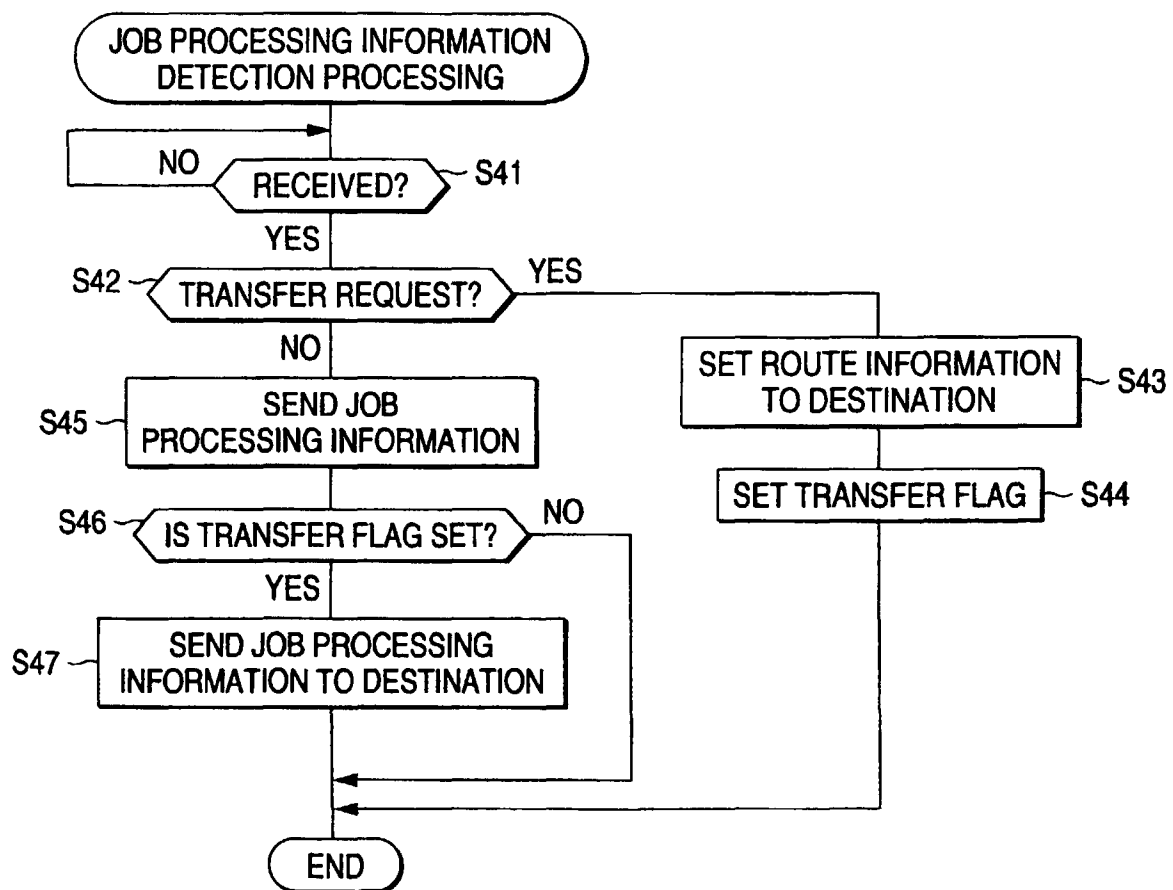 JOB PROCESSING INFORMATION
DETECTION PROCESSING
NO
RECEIVED?
S41
YES
S42
TRANSFER REQUEST?
YES
NO
SET ROUTE INFORMATION
TO DESTINATION
S43
S45
SEND JOB
PROCESSING INFORMATION
SET TRANSFER FLAG
S44
S46
IS TRANSFER FLAG SET?
NO
YES
S47
SEND JOB PROCESSING
INFORMATION TO DESTINATION
END